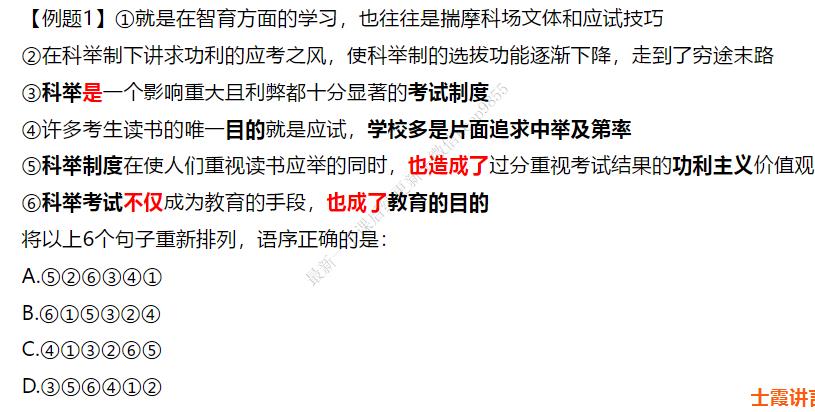 【例题1】①就是在智育方面的学习，也往往是揣摩科场文体和应试技巧
②在科举制下讲求功利的应考之风，使科举制的选拔功能逐渐下降，走到了穷途末路
③科举是一个影响重大且利弊都十分显著的考试制度
④许多考生读书的唯一目的就是应试，学校多是片面追求中举及第率
⑤科举制度在使人们重视读书应举的同时，也造成了过分重视考试结果的功利主义价值观
⑥科举考试不仅成为教育的手段，也成了教育的目的
将以上6个句子重新排列，语序正确的是：
A.⑤②⑥③④①
B.⑥①⑤③②④
C.④①③②⑥⑤
D.③⑤⑥④①②
士霞讲